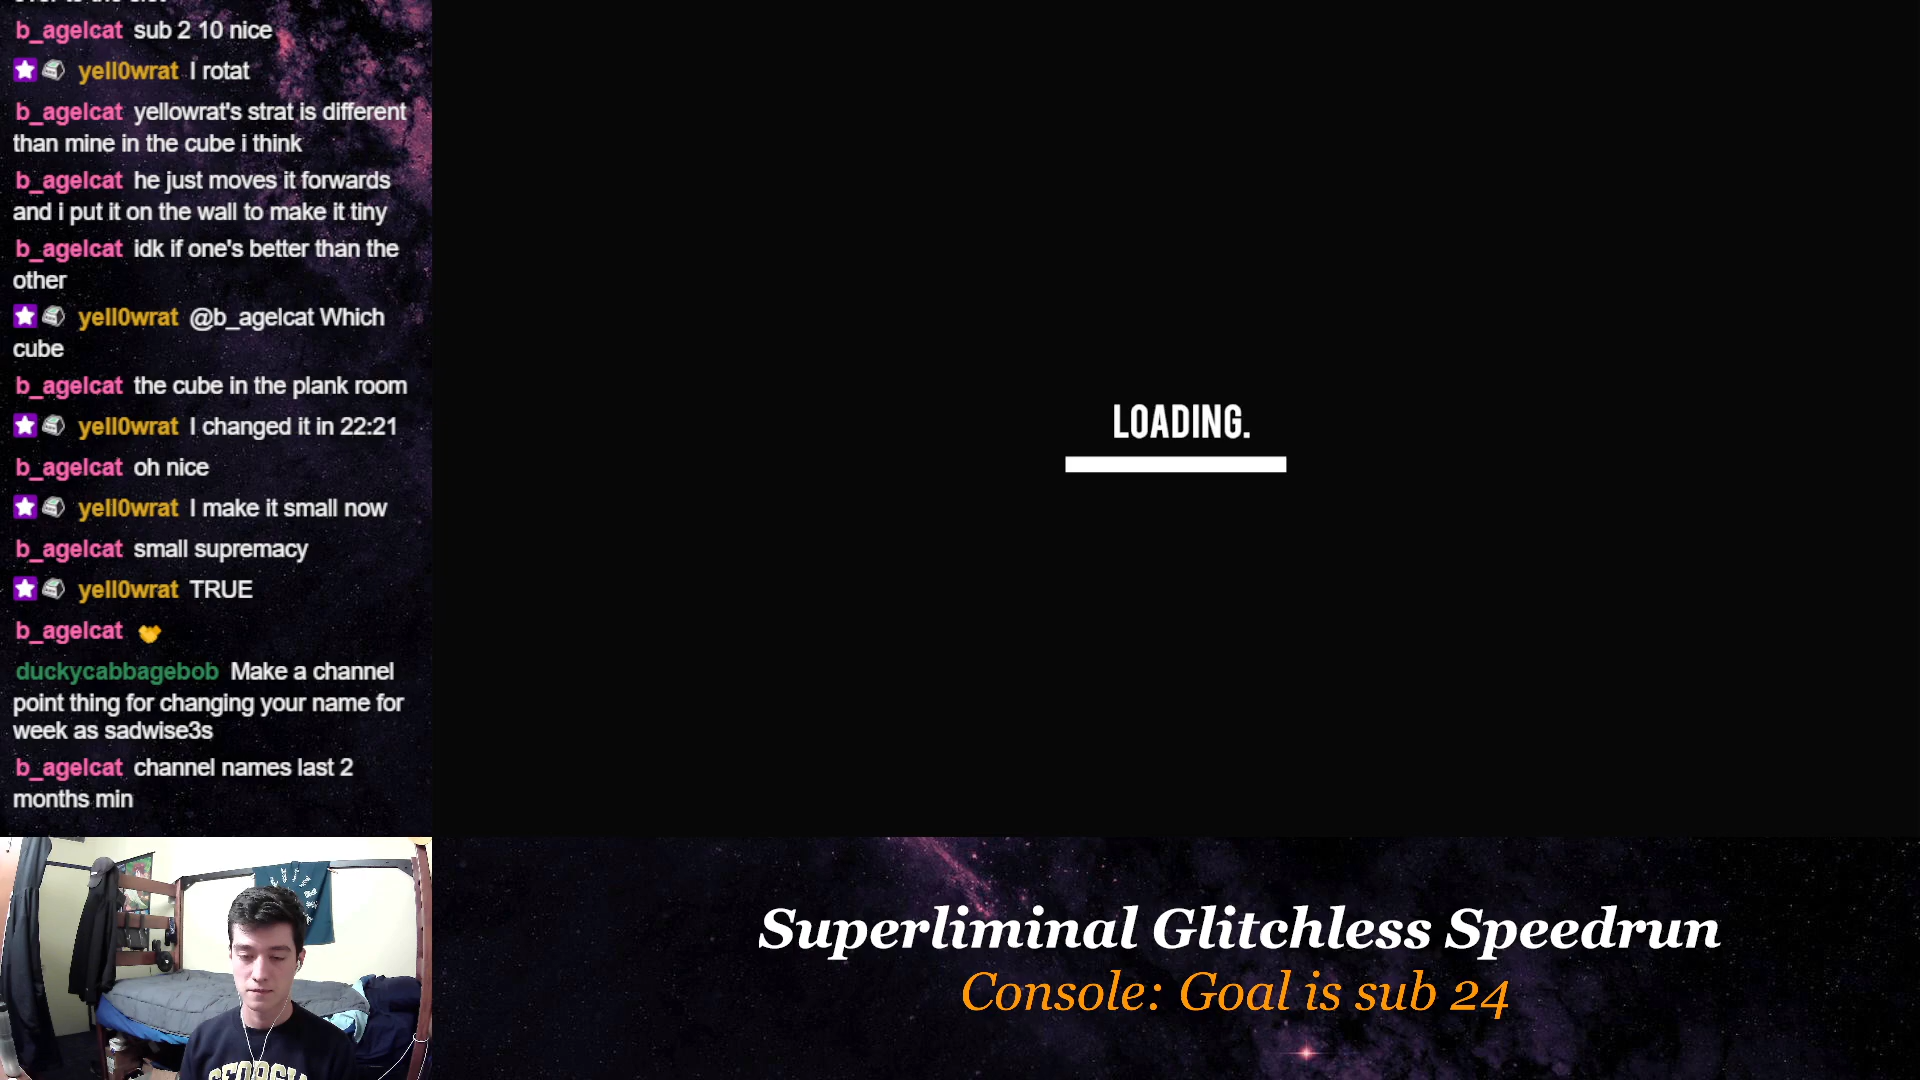 b_agelcat sub 2 10 nice
yell0wrat I rotat
b_agelcat yellowrat's strat is different
than mine in the cube i think
b_agelcat he just moves it forwards
and i put it on the wall to make it tiny
b_agelcat idk if one's better than the
other
yell0wrat @b_agelcat Which
cube
b_agelcat the cube in the plank room
yell0wrat I changed it in 22:21
b_agelcat oh nice
yell0wrat I make it small now
b_agelcat small supremacy
yell0wrat TRUE
b_agelcat
duckycabbagebob Make a channel
point thing for changing your name for
week as sadwise3s
b_agelcat channel names last 2
months min
LOADING.
Superliminal Glitchless Speedrun
Console: Goal is sub 24
GEORGIA